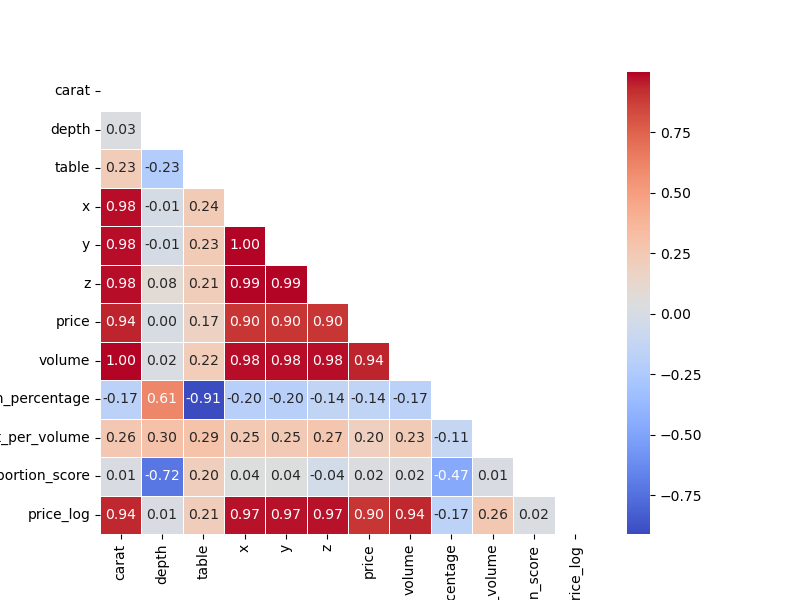 carat
depth 0.03
table 0.23 -0.23
x 0.98 -0.01 0.24
y 0.98 -0.01 0.23 1.00
z 0.98 0.08 0.21 0.99 0.99
price 0.94 0.00 0.17 0.90 0.90 0.90
volume 1.00 0.02 0.22 0.98 0.98 0.98 0.94
n_percentage -0.17 0.61 -0.91 -0.20 -0.20 -0.14 -0.14 -0.17
t_per_volume 0.26 0.30 0.29 0.25 0.25 0.27 0.20 0.23 -0.11
portion_score 0.01 -0.72 0.20 0.04 0.04 -0.04 0.02 0.02 -0.47 0.01
price_log 0.94 0.01 0.21 0.97 0.97 0.97 0.90 0.94 -0.17 0.26 0.02
carat
depth
table
x
y
z
price
volume
centage
_volume
n_score
rice_log
0.75
0.50
0.25
0.00
−0.25
−0.50
−0.75